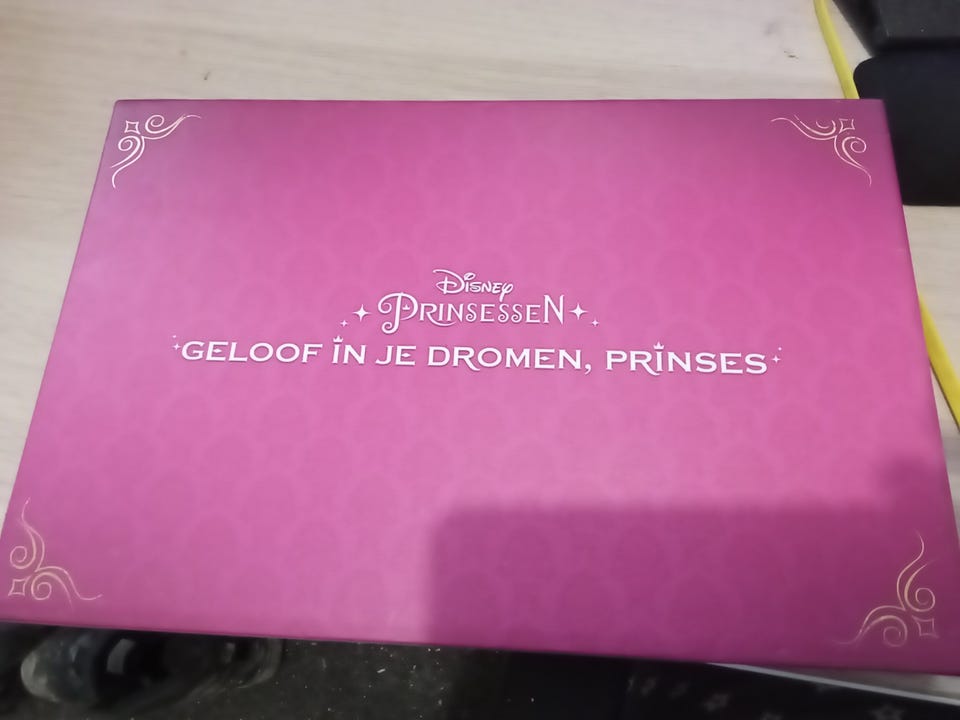 Disney
PRINSESSEN
GELOOF IN JE DROMEN, PRINSES